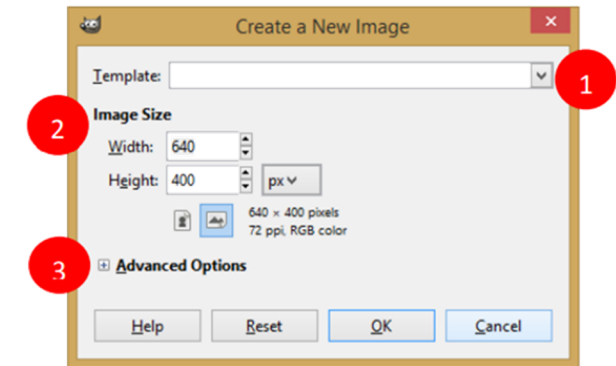 Create a New Image
Template:
1
2
Image Size
Width: 640
Height: 400 px
640 × 400 pixels
72 ppi, RGB color
3
Advanced Options
Help Reset OK Cancel